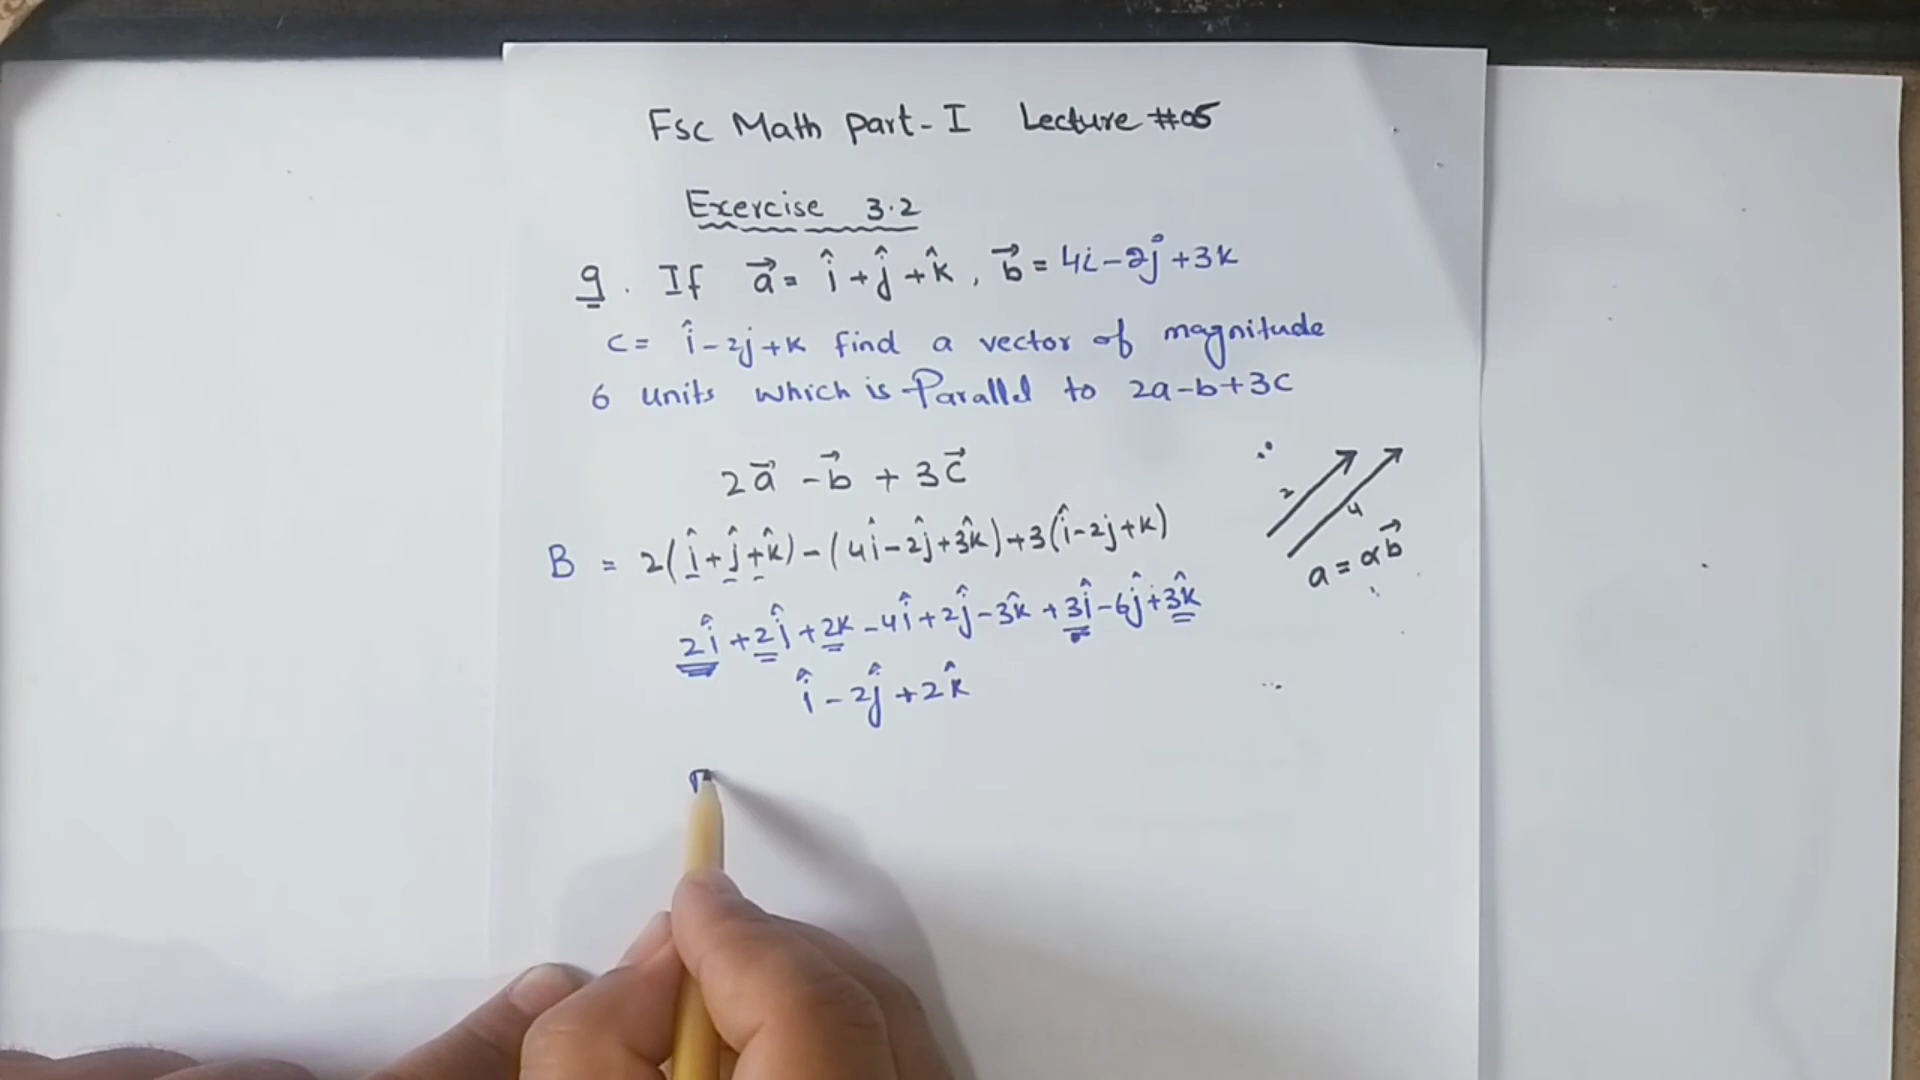 Fsc Math part-I Lecture #05
Exercise 3.2
9. If a⃗ = î + ĵ + k̂, b⃗ = 4i - 2j + 3k
c = î - 2j + k find a vector of magnitude
6 units which is Parallel to 2a - b + 3c
2a⃗ - b⃗ + 3c⃗
B = 2(î + ĵ + k̂) - (4î - 2ĵ + 3k̂) + 3(î - 2j + k)
2î + 2ĵ + 2k - 4î + 2ĵ - 3k̂ + 3î - 6ĵ + 3k̂
î - 2ĵ + 2k̂
2
4
a = αb⃗